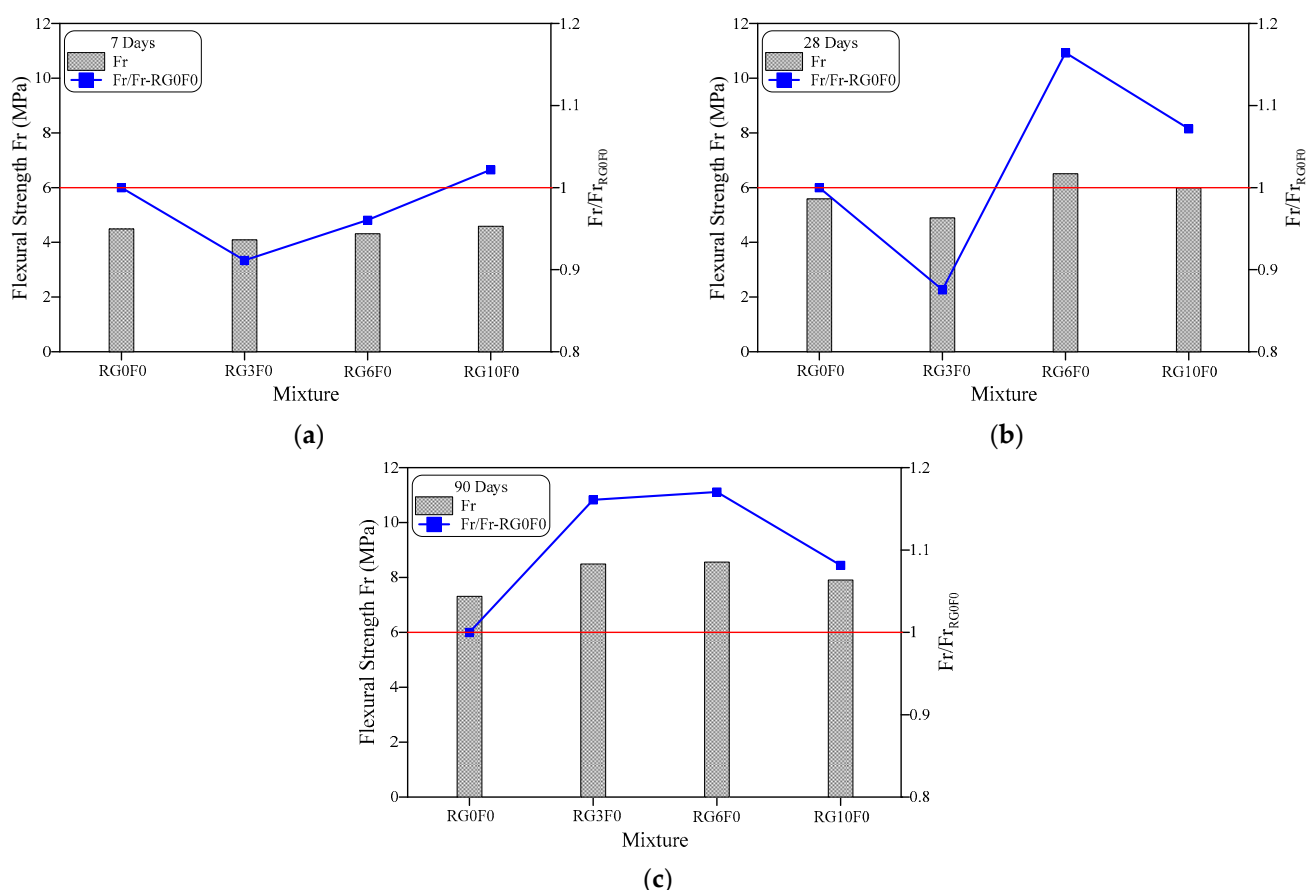 7 Days
Fr
Fr/Fr-RG0F0
Flexural Strength Fr (MPa)
12
10
8
6
4
2
0
1.2
1.1
1
0.9
0.8
Fr/Fr_RG0F0
RG0F0 RG3F0 RG6F0 RG10F0
Mixture
(a)
28 Days
Fr
Fr/Fr-RG0F0
Flexural Strength Fr (MPa)
12
10
8
6
4
2
0
1.2
1.1
1
0.9
0.8
Fr/Fr_RG0F0
RG0F0 RG3F0 RG6F0 RG10F0
Mixture
(b)
90 Days
Fr
Fr/Fr-RG0F0
Flexural Strength Fr (MPa)
12
10
8
6
4
2
0
1.2
1.1
1
0.9
0.8
Fr/Fr_RG0F0
RG0F0 RG3F0 RG6F0 RG10F0
Mixture
(c)